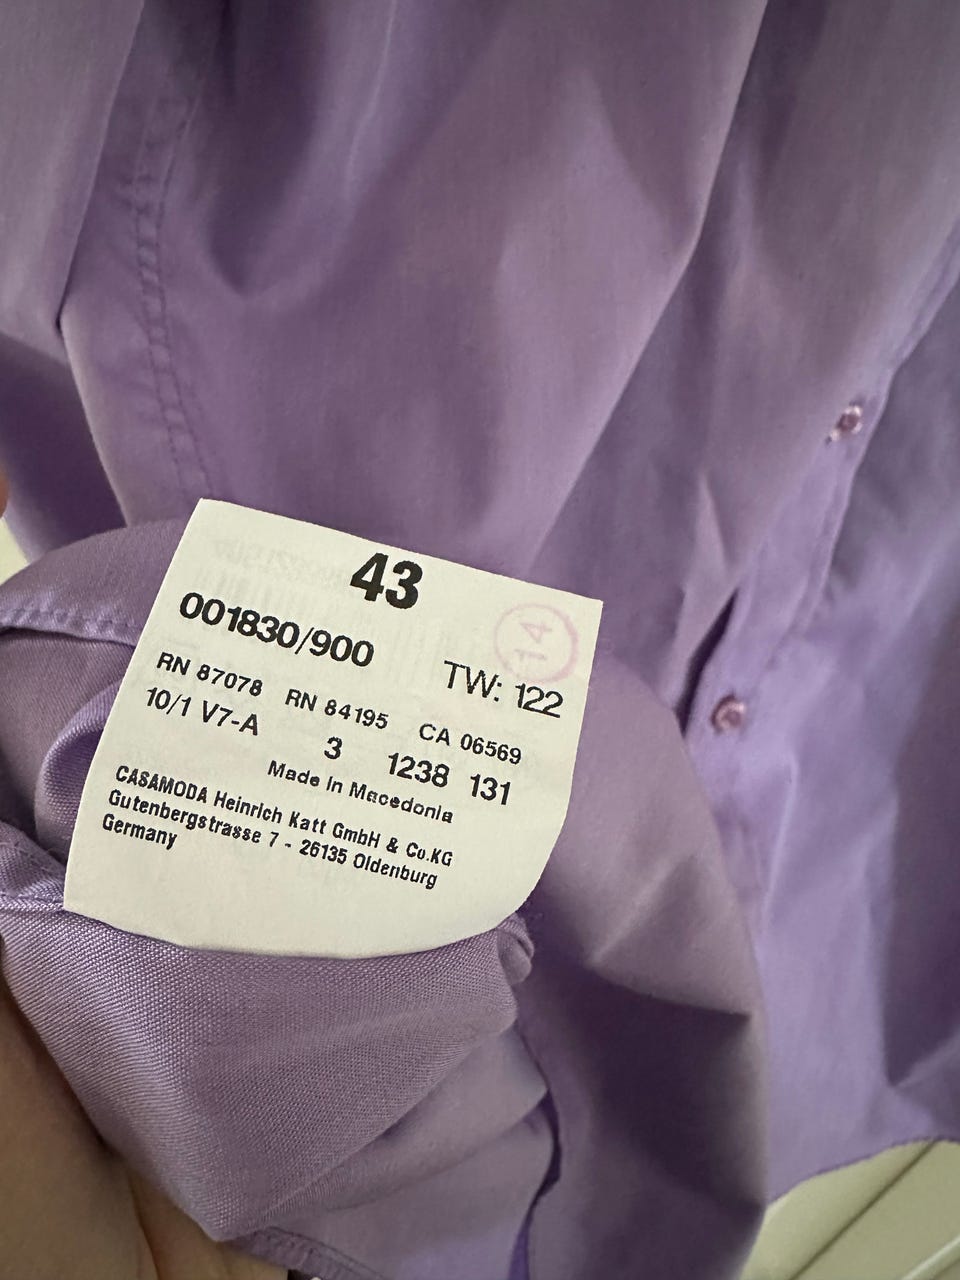 43
14
001830/900
TW: 122
RN 87078 RN 84195 CA 06569
10/1 V7-A 3 1238 131
Made in Macedonia
CASAMODA Heinrich Katt GmbH & Co.KG
Gutenbergstrasse 7 - 26135 Oldenburg
Germany